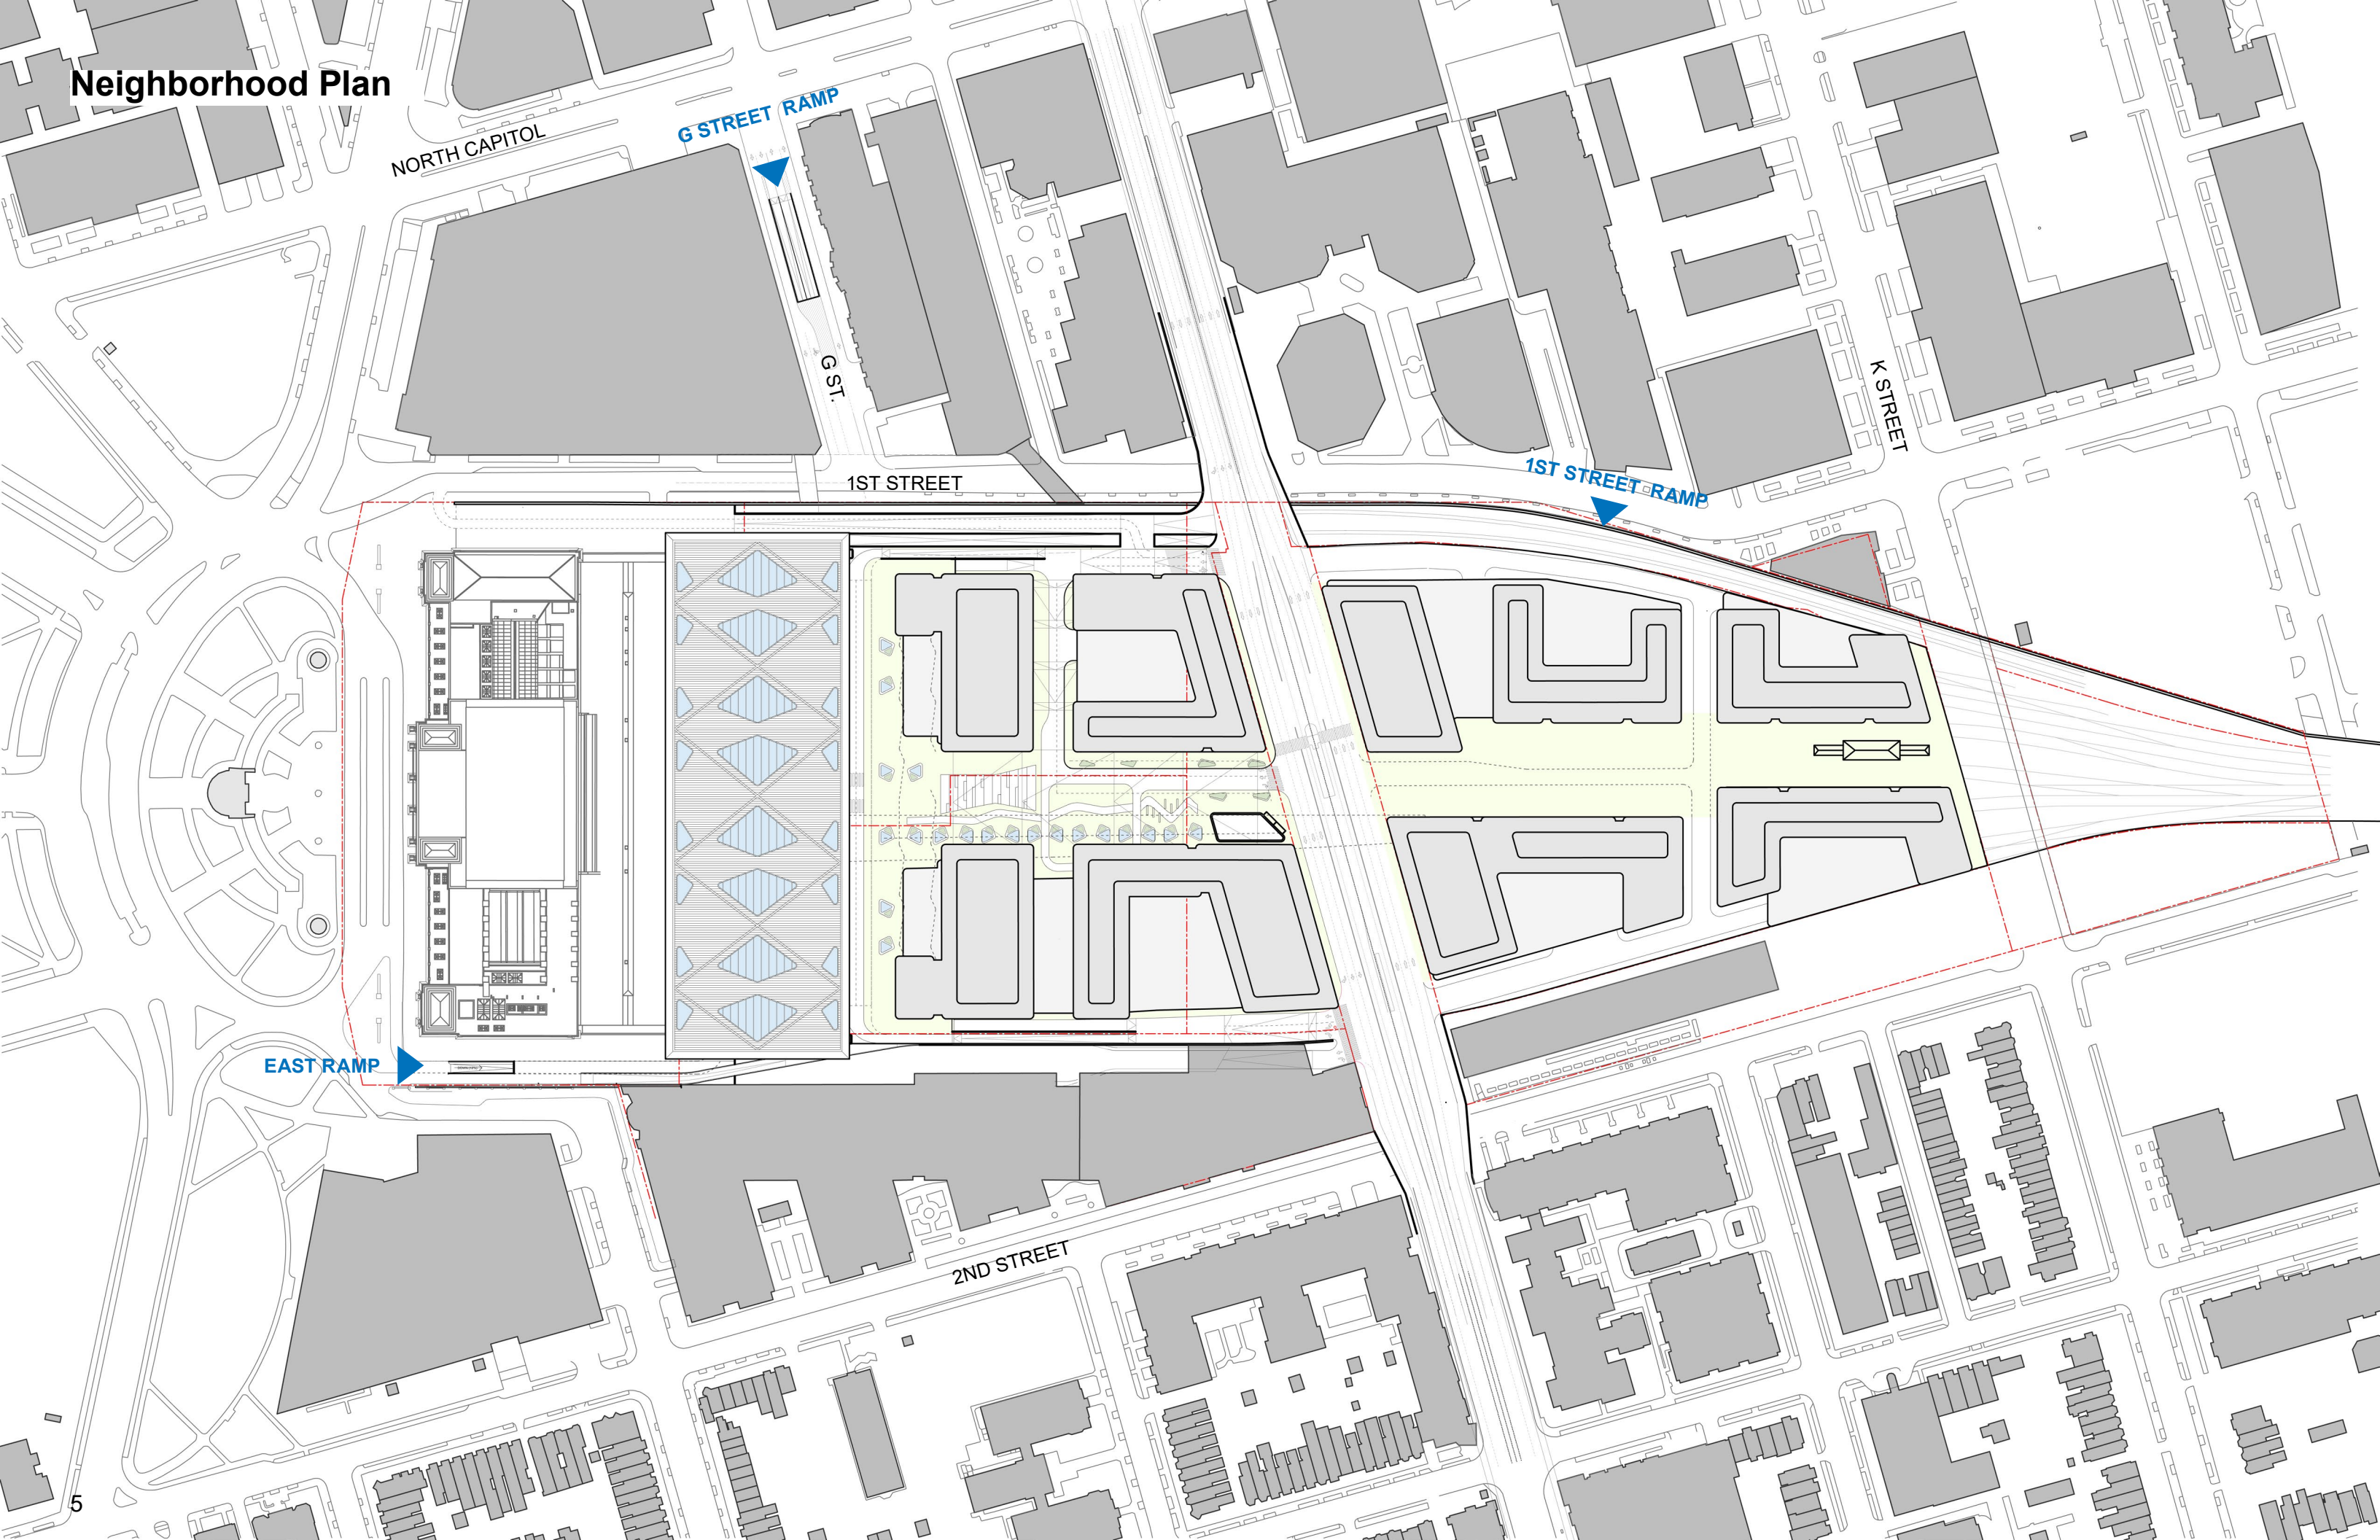 Neighborhood Plan
G STREET RAMP
NORTH CAPITOL
G ST.
K STREET
1ST STREET
1ST STREET RAMP
EAST RAMP
2ND STREET
5